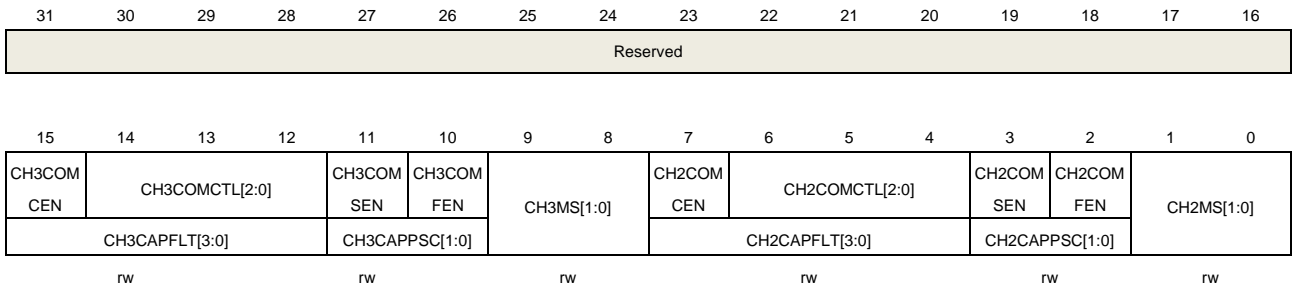 31 30 29 28 27 26 25 24 23 22 21 20 19 18 17 16
Reserved
15 14 13 12 11 10 9 8 7 6 5 4 3 2 1 0
CH3COM CEN CH3COMCTL[2:0] CH3COM SEN CH3COM FEN CH3MS[1:0] CH2COM CEN CH2COMCTL[2:0] CH2COM SEN CH2COM FEN CH2MS[1:0]
CH3CAPFLT[3:0] CH3CAPPSC[1:0] CH2CAPFLT[3:0] CH2CAPPSC[1:0]
rw rw rw rw rw rw